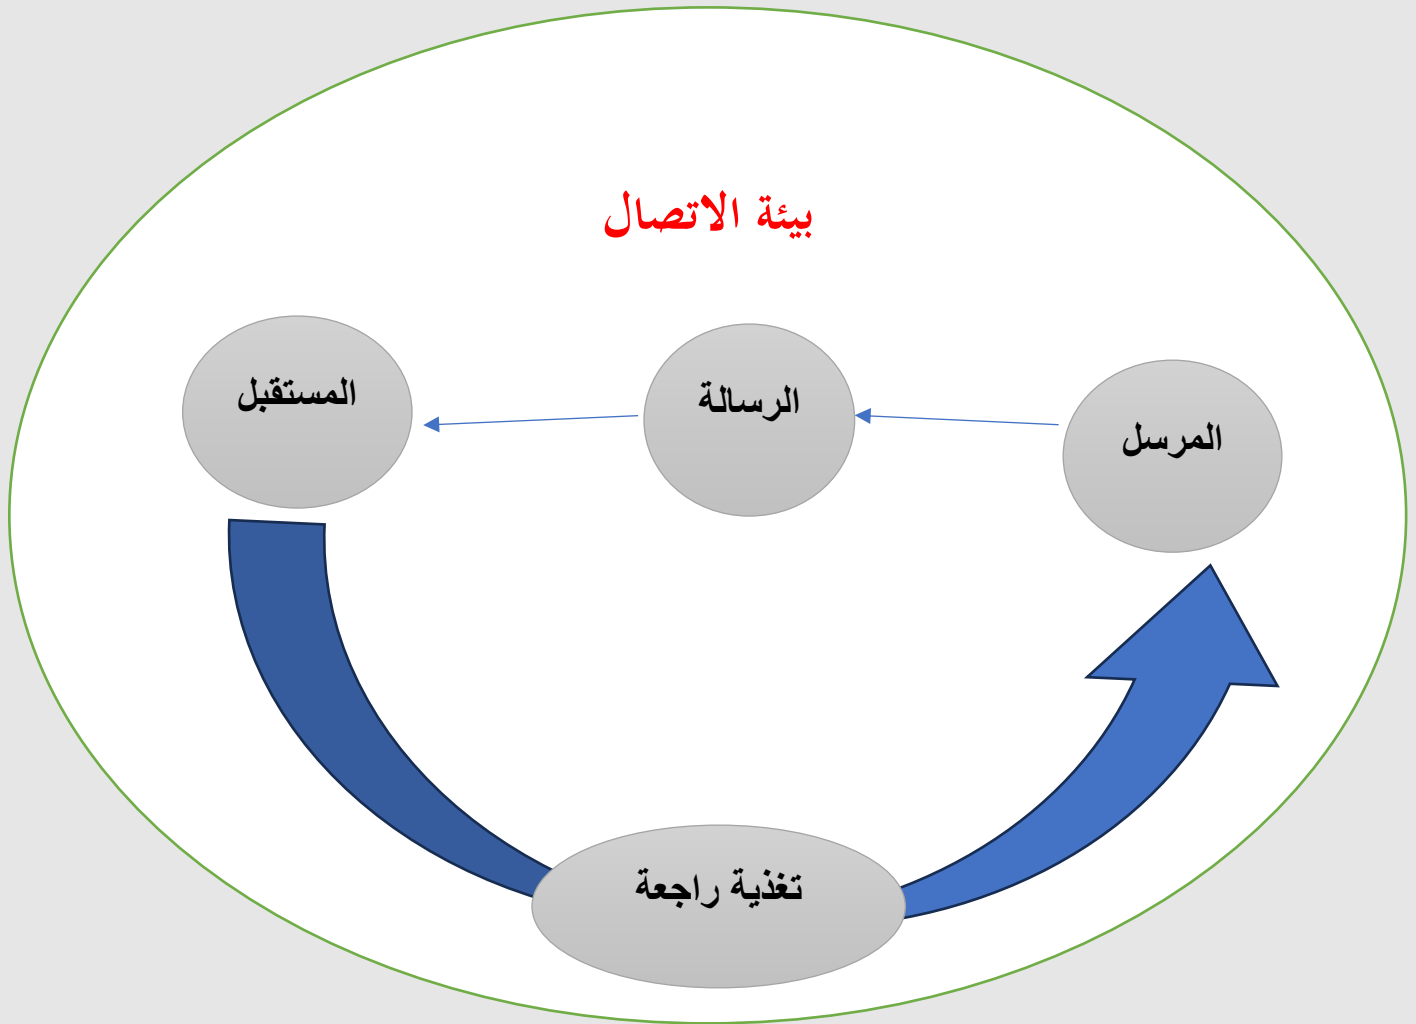 بيئة الاتصال
المرسل
الرسالة
المستقبل
تغذية راجعة